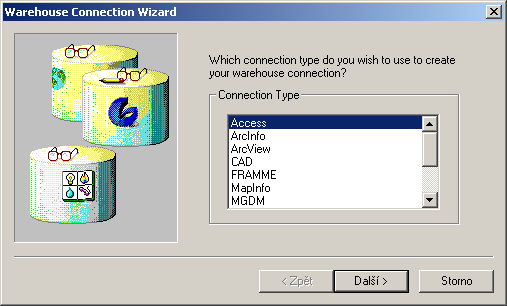 Warehouse Connection Wizard
Which connection type do you wish to use to create
your warehouse connection?
Connection Type
Access
ArcInfo
ArcView
CAD
FRAMME
MapInfo
MGDM
< Zpět
Další >
Storno